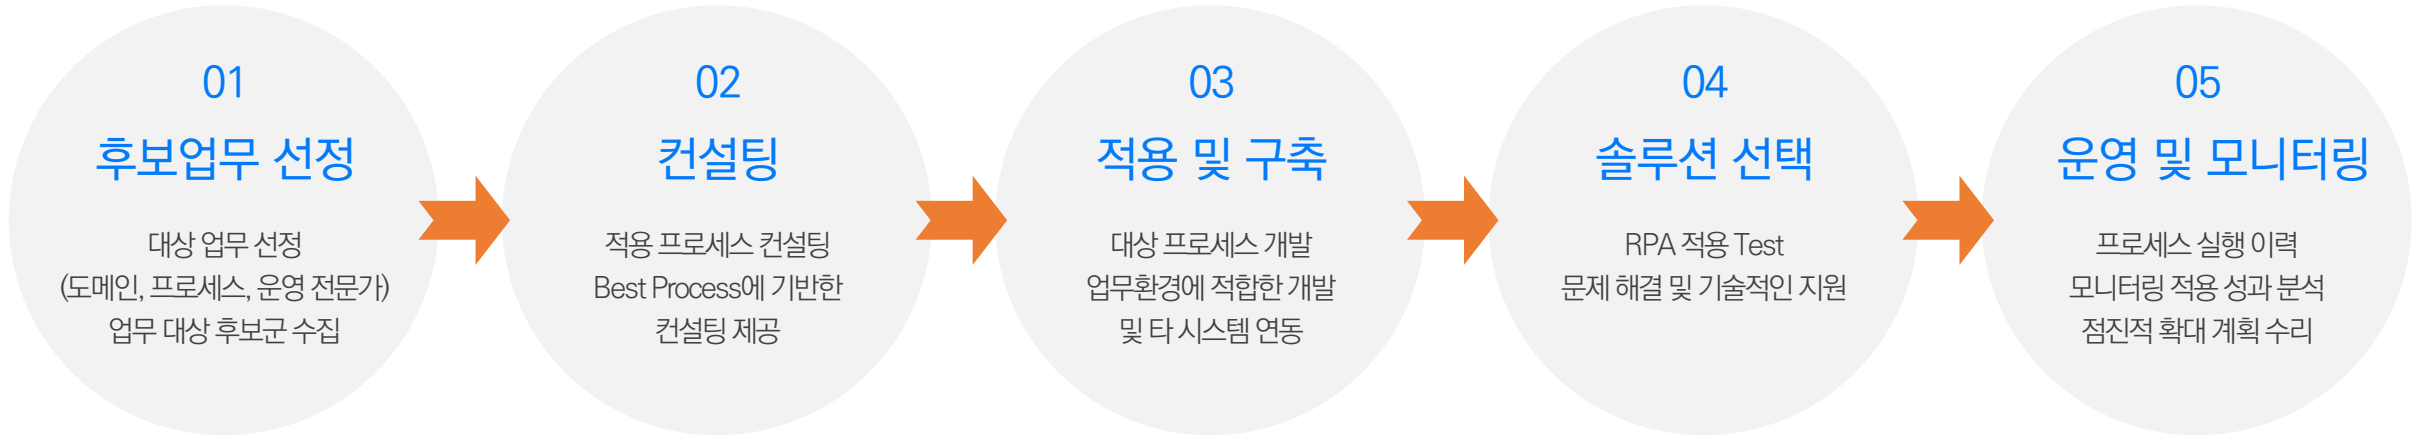 01
후보업무 선정
대상 업무 선정
(도메인, 프로세스, 운영 전문가)
업무 대상 후보군 수집
02
컨설팅
적용 프로세스 컨설팅
Best Process에 기반한
컨설팅 제공
03
적용 및 구축
대상 프로세스 개발
업무환경에 적합한 개발
및 타 시스템 연동
04
솔루션 선택
RPA 적용 Test
문제 해결 및 기술적인 지원
05
운영 및 모니터링
프로세스 실행 이력
모니터링 적용 성과 분석
점진적 확대 계획 수리